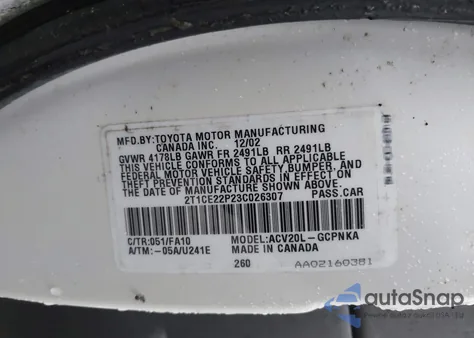 MFD.BY:TOYOTA MOTOR MANUFACTURING
CANADA INC. 12/02
GVWR 4178LB GAWR FR 2491LB RR 2491LB
THIS VEHICLE CONFORMS TO ALL APPLICABLE
FEDERAL MOTOR VEHICLE SAFETY,BUMPER, AND
THEFT PREVENTION STANDARDS IN EFFECT ON
THE DATE OF MANUFACTURE SHOWN ABOVE.
2T1CE22P23C026307 PASS.CAR
C/TR:051/FA10 MODEL:ACV20L-GCPNKA
A/TM:-05A/U241E MADE IN CANADA
260 AA02160381
autaSnap